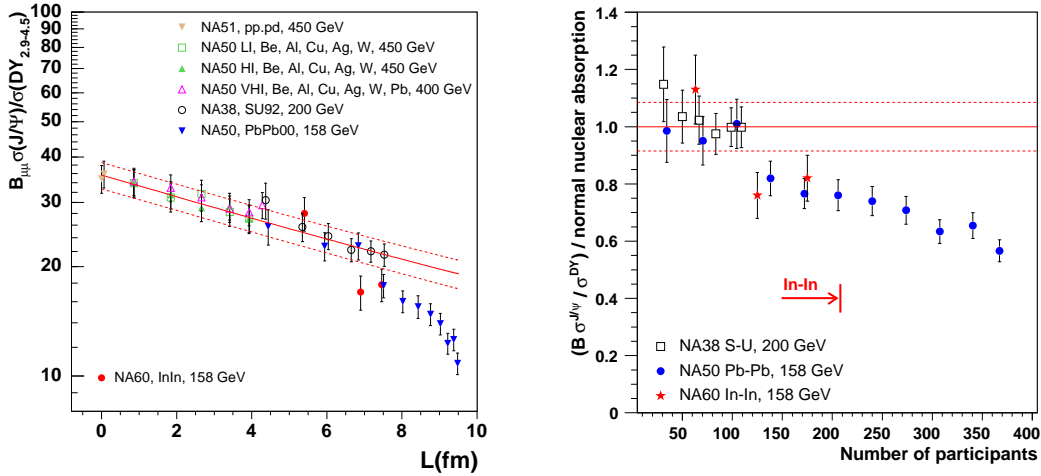 B_μμ σ(J/Ψ)/σ(DY_2.9-4.5)
NA51, pp.pd, 450 GeV
NA50 LI, Be, Al, Cu, Ag, W, 450 GeV
NA50 HI, Be, Al, Cu, Ag, W, 450 GeV
NA50 VHI, Be, Al, Cu, Ag, W, Pb, 400 GeV
NA38, SU92, 200 GeV
NA50, PbPb00, 158 GeV
100
90
80
70
60
50
40
30
20
10
NA60, InIn, 158 GeV
0 2 4 6 8 10
L(fm)
(B σ^J/ψ / σ^DY) / normal nuclear absorption
1.4
1.2
1.0
0.8
0.6
0.4
0.2
0
In-In
NA38 S-U, 200 GeV
NA50 Pb-Pb, 158 GeV
NA60 In-In, 158 GeV
50 100 150 200 250 300 350 400
Number of participants